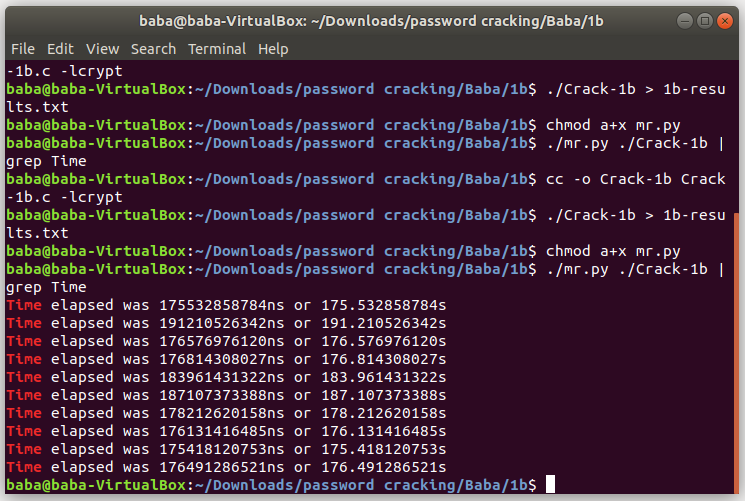 baba@baba-VirtualBox: ~/Downloads/password cracking/Baba/1b
File Edit View Search Terminal Help
-1b.c -lcrypt
baba@baba-VirtualBox:~/Downloads/password cracking/Baba/1b$ ./Crack-1b > 1b-resu
lts.txt
baba@baba-VirtualBox:~/Downloads/password cracking/Baba/1b$ chmod a+x mr.py
baba@baba-VirtualBox:~/Downloads/password cracking/Baba/1b$ ./mr.py ./Crack-1b |
grep Time
baba@baba-VirtualBox:~/Downloads/password cracking/Baba/1b$ cc -o Crack-1b Crack
-1b.c -lcrypt
baba@baba-VirtualBox:~/Downloads/password cracking/Baba/1b$ ./Crack-1b > 1b-resu
lts.txt
baba@baba-VirtualBox:~/Downloads/password cracking/Baba/1b$ chmod a+x mr.py
baba@baba-VirtualBox:~/Downloads/password cracking/Baba/1b$ ./mr.py ./Crack-1b |
grep Time
Time elapsed was 175532858784ns or 175.532858784s
Time elapsed was 191210526342ns or 191.210526342s
Time elapsed was 176576976120ns or 176.576976120s
Time elapsed was 176814308027ns or 176.814308027s
Time elapsed was 183961431322ns or 183.961431322s
Time elapsed was 187107373388ns or 187.107373388s
Time elapsed was 178212620158ns or 178.212620158s
Time elapsed was 176131416485ns or 176.131416485s
Time elapsed was 175418120753ns or 175.418120753s
Time elapsed was 176491286521ns or 176.491286521s
baba@baba-VirtualBox:~/Downloads/password cracking/Baba/1b$